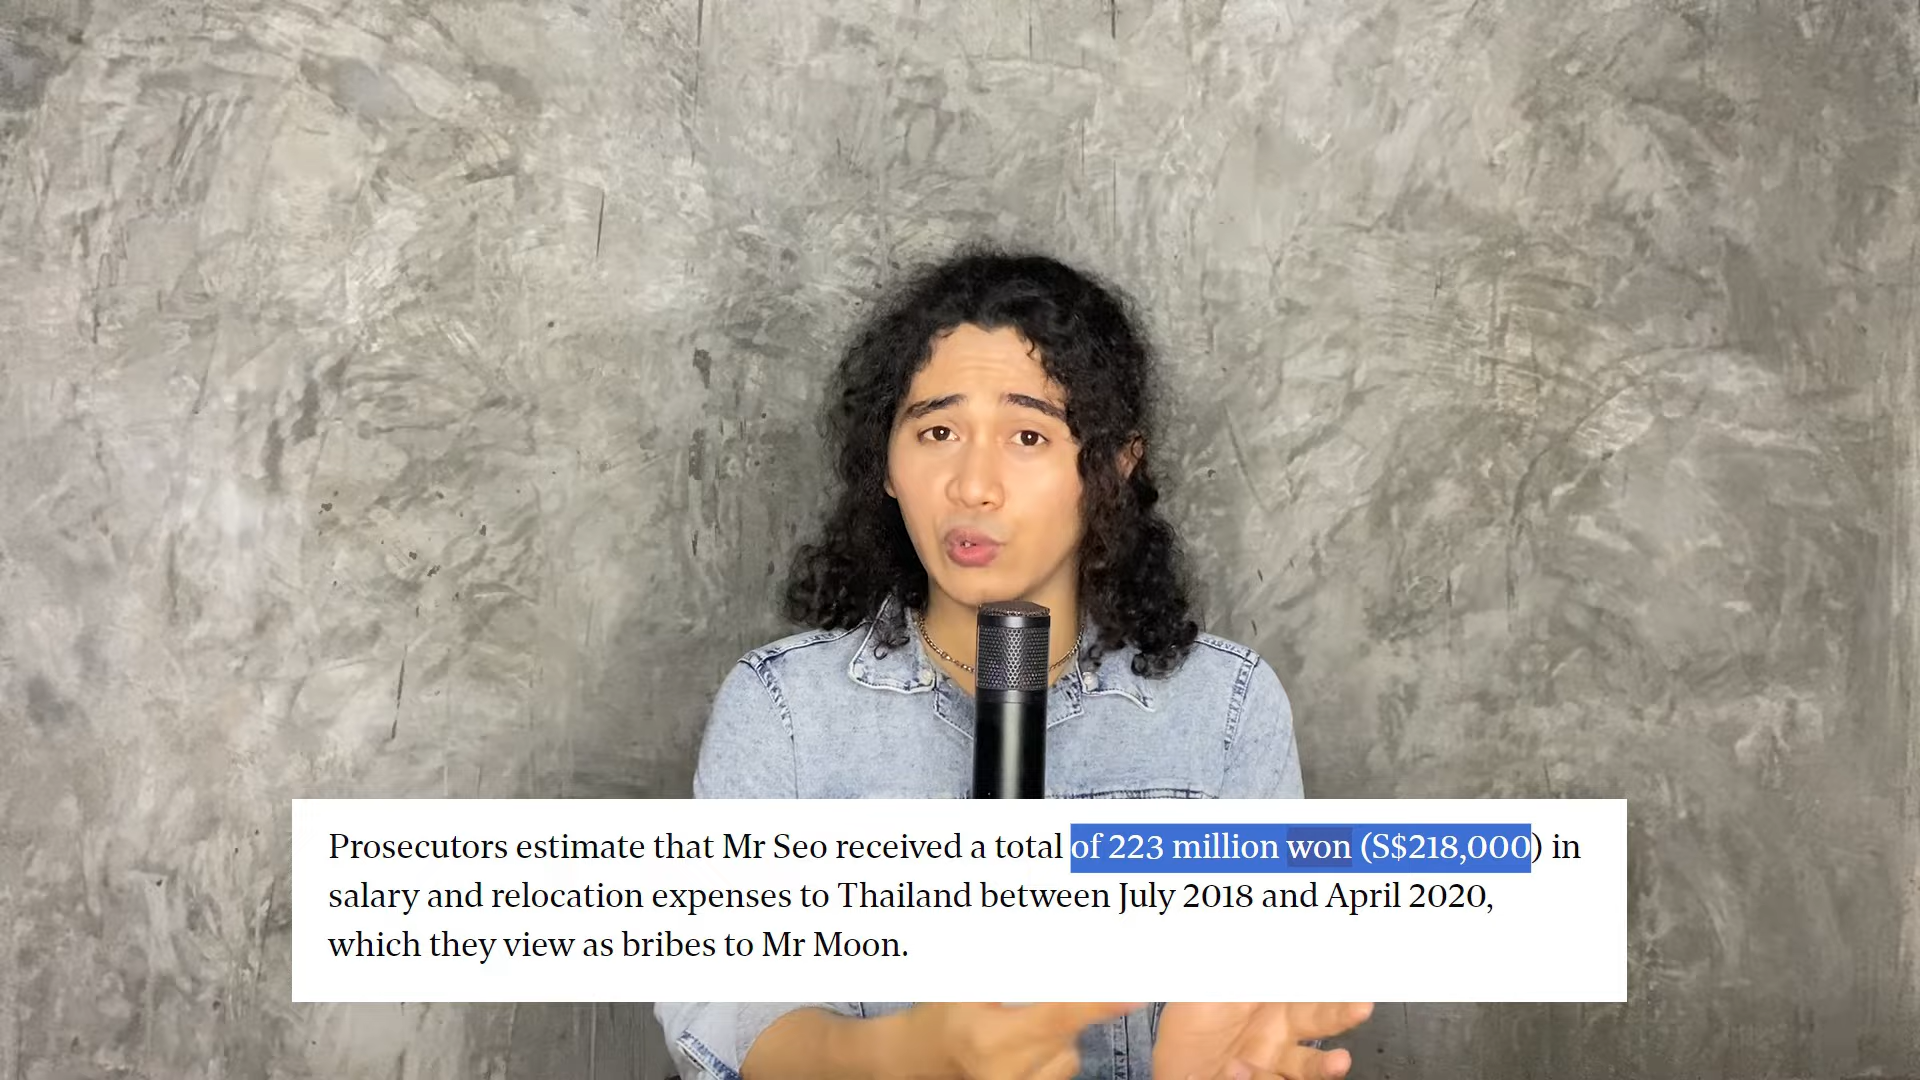 Prosecutors estimate that Mr Seo received a total of 223 million won (S$218,000) in
salary and relocation expenses to Thailand between July 2018 and April 2020,
which they view as bribes to Mr Moon.